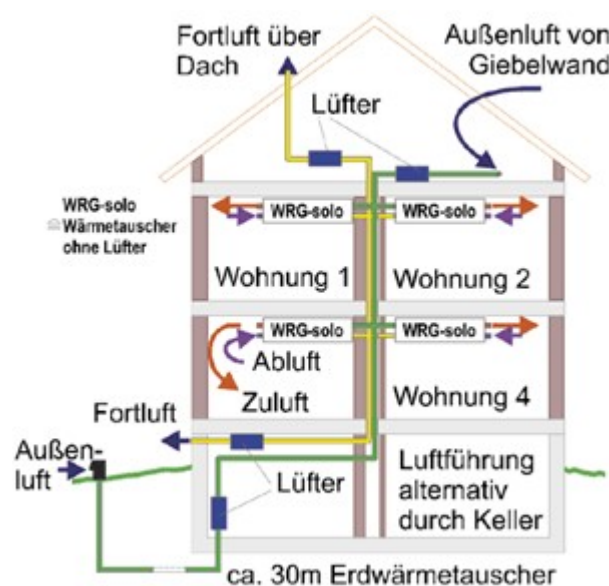 Fortluft über
Dach
Außenluft von
Giebelwand
Lüfter
WRG-solo
Wärmetauscher
ohne Lüfter
WRG-solo
WRG-solo
Wohnung 1
Wohnung 2
WRG-solo
WRG-solo
Abluft
Zuluft
Wohnung 4
Fortluft
Außen-
luft
Lüfter
Luftführung
alternativ
durch Keller
ca. 30m Erdwärmetauscher